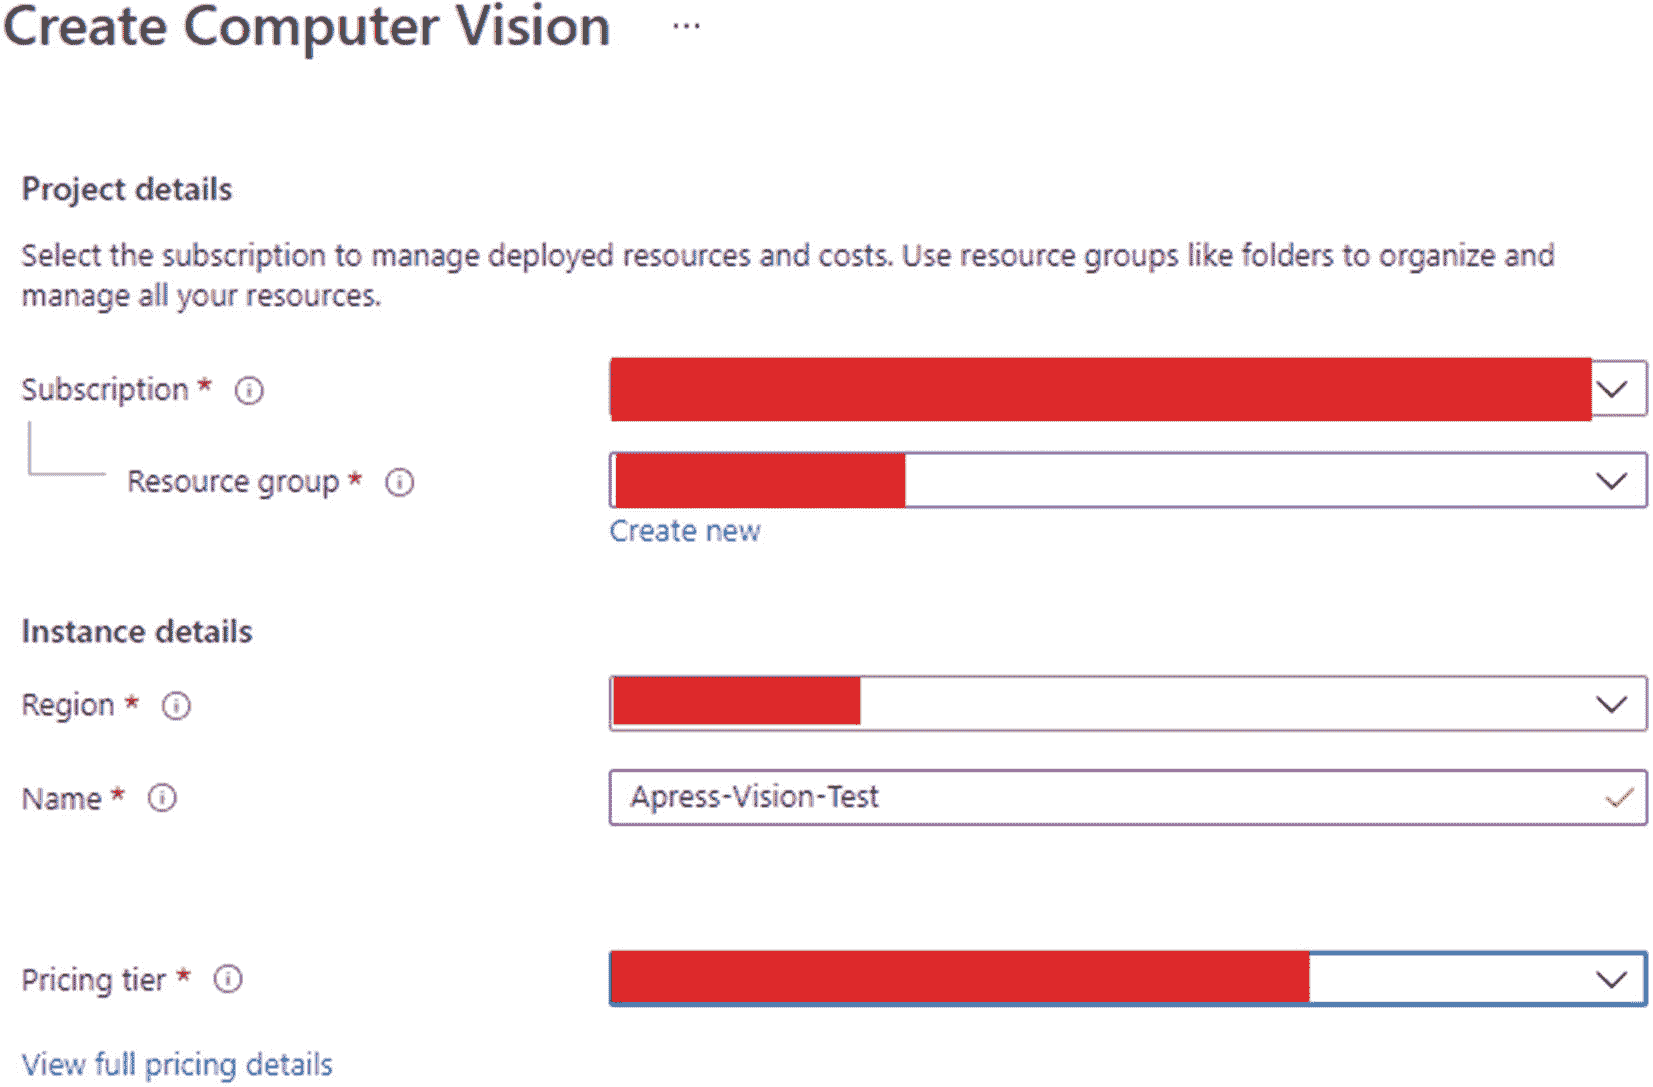 Create Computer Vision ...
Project details
Select the subscription to manage deployed resources and costs. Use resource groups like folders to organize and
manage all your resources.
Subscription *
Resource group *
Create new
Instance details
Region *
Name * Apress-Vision-Test
Pricing tier *
View full pricing details